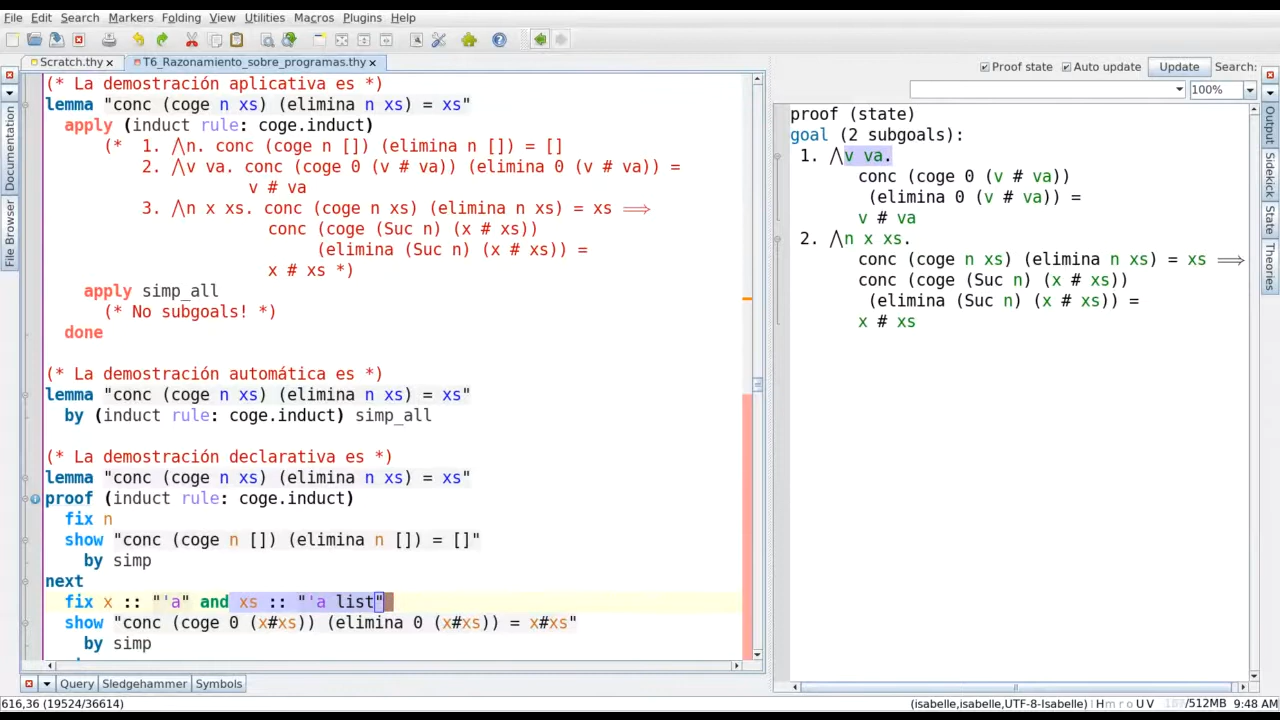 File Edit Search Markers Folding View Utilities Macros Plugins Help
Scratch.thy
T6_Razonamiento_sobre_programas.thy
Documentation
File Browser
(* La demostración aplicativa es *)
lemma "conc (coge n xs) (elimina n xs) = xs"
apply (induct rule: coge.induct)
(* 1. ⋀n. conc (coge n []) (elimina n []) = []
2. ⋀v va. conc (coge 0 (v # va)) (elimina 0 (v # va)) =
v # va
3. ⋀n x xs. conc (coge n xs) (elimina n xs) = xs ⟹
conc (coge (Suc n) (x # xs))
(elimina (Suc n) (x # xs)) =
x # xs *)
apply simp_all
(* No subgoals! *)
done
(* La demostración automática es *)
lemma "conc (coge n xs) (elimina n xs) = xs"
by (induct rule: coge.induct) simp_all
(* La demostración declarativa es *)
lemma "conc (coge n xs) (elimina n xs) = xs"
proof (induct rule: coge.induct)
fix n
show "conc (coge n []) (elimina n []) = []"
by simp
next
fix x :: "'a" and xs :: "'a list"
show "conc (coge 0 (x#xs)) (elimina 0 (x#xs)) = x#xs"
by simp
Proof state Auto update Update Search:
100%
proof (state)
goal (2 subgoals):
1. ⋀v va.
conc (coge 0 (v # va))
(elimina 0 (v # va)) =
v # va
2. ⋀n x xs.
conc (coge n xs) (elimina n xs) = xs ⟹
conc (coge (Suc n) (x # xs))
(elimina (Suc n) (x # xs)) =
x # xs
Output
Sidekick
State
Theories
Query Sledgehammer Symbols
616,36 (19524/36614)
(isabelle,isabelle,UTF-8-Isabelle) H m r o U V /512MB 9:48 AM